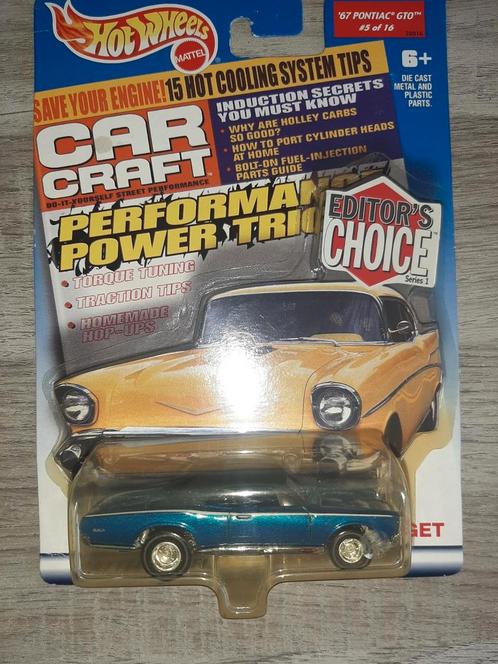 Hot Wheels
MATTEL
'67 PONTIAC® GTO™
#5 of 16
6+
DIE CAST
METAL AND
PLASTIC
PARTS.
SAVE YOUR ENGINE! 15 HOT COOLING SYSTEM TIPS
CAR
CRAFT
DO-IT-YOURSELF STREET PERFORMANCE
INDUCTION SECRETS
YOU MUST KNOW
• WHY ARE HOLLEY CARBS
SO GOOD?
• HOW TO PORT CYLINDER HEADS
AT HOME
• BOLT-ON FUEL-INJECTION
PARTS GUIDE
PERFORMANCE
POWER TRI
• TORQUE TUNING
• TRACTION TIPS
• HOMEMADE
HOP-UPS
EDITOR'S
CHOICE™
Series 1
GET